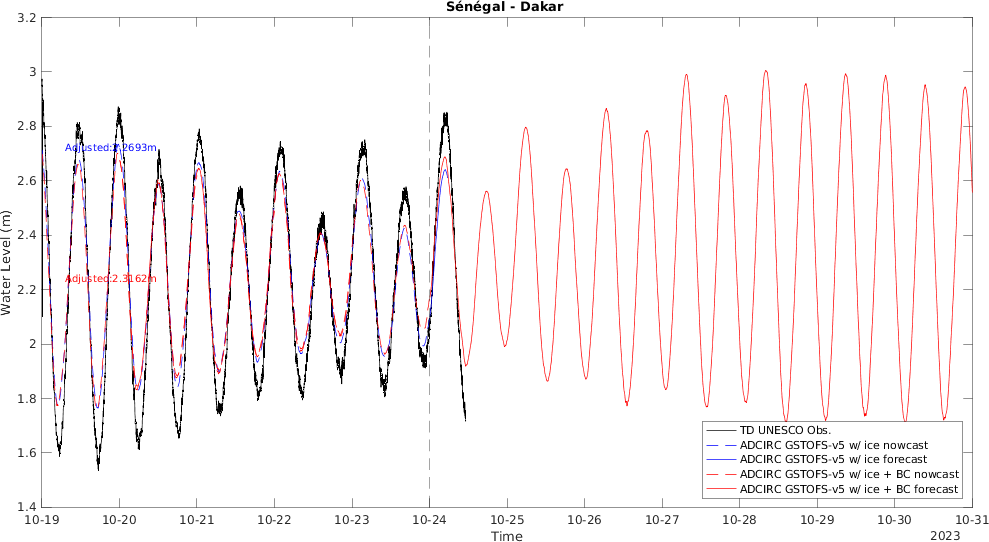 Sénégal - Dakar
3.2
3
2.8
2.6
2.4
2.2
2
1.8
1.6
1.4
Water Level (m)
Adjusted:2.2693m
Adjusted:2.3162m
TD UNESCO Obs.
ADCIRC GSTOFS-v5 w/ ice nowcast
ADCIRC GSTOFS-v5 w/ ice forecast
ADCIRC GSTOFS-v5 w/ ice + BC nowcast
ADCIRC GSTOFS-v5 w/ ice + BC forecast
10-19 10-20 10-21 10-22 10-23 10-24 10-25 10-26 10-27 10-28 10-29 10-30 10-31
Time
2023